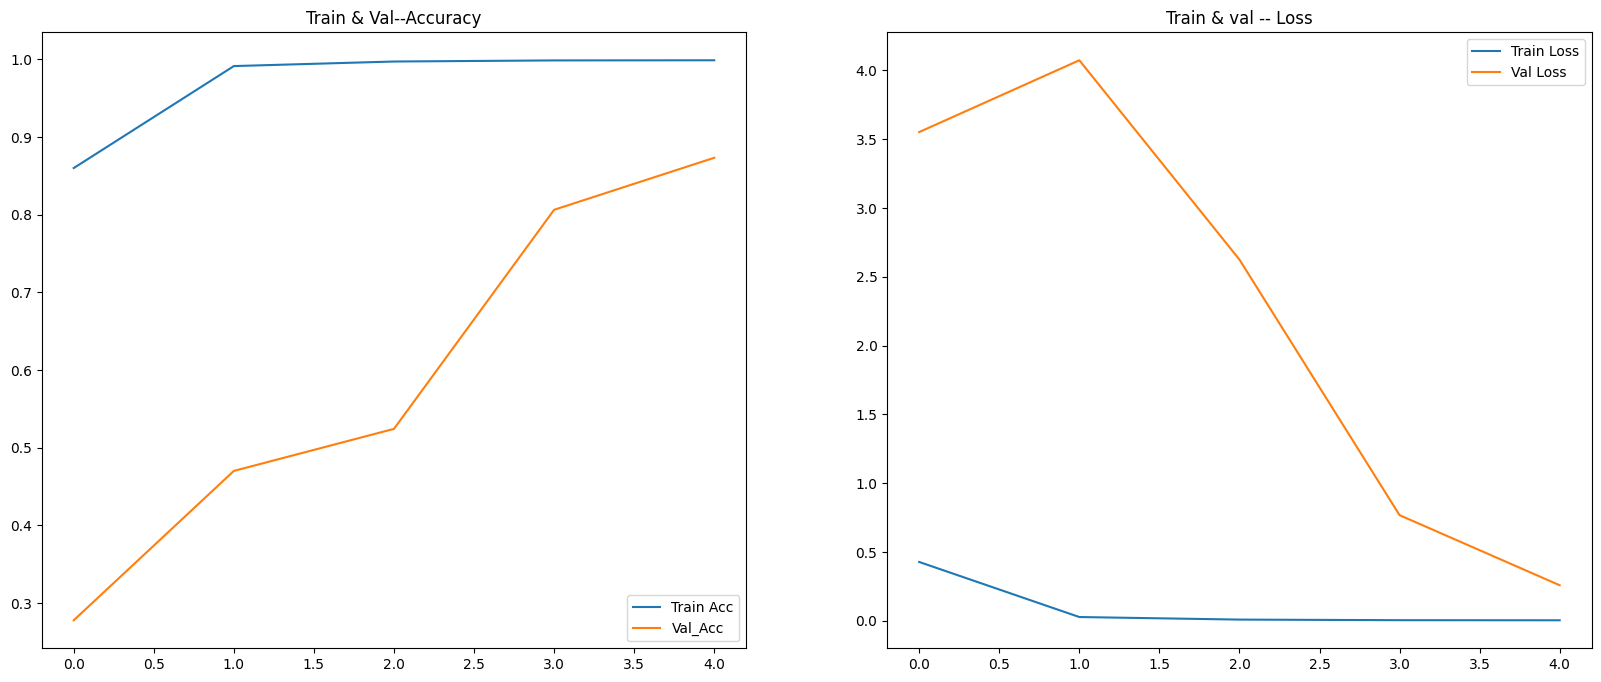 Train & Val--Accuracy
1.0
0.9
0.8
0.7
0.6
0.5
0.4
0.3
Train Acc
Val_Acc
0.0 0.5 1.0 1.5 2.0 2.5 3.0 3.5 4.0
Train & val -- Loss
Train Loss
Val Loss
4.0
3.5
3.0
2.5
2.0
1.5
1.0
0.5
0.0
0.0 0.5 1.0 1.5 2.0 2.5 3.0 3.5 4.0